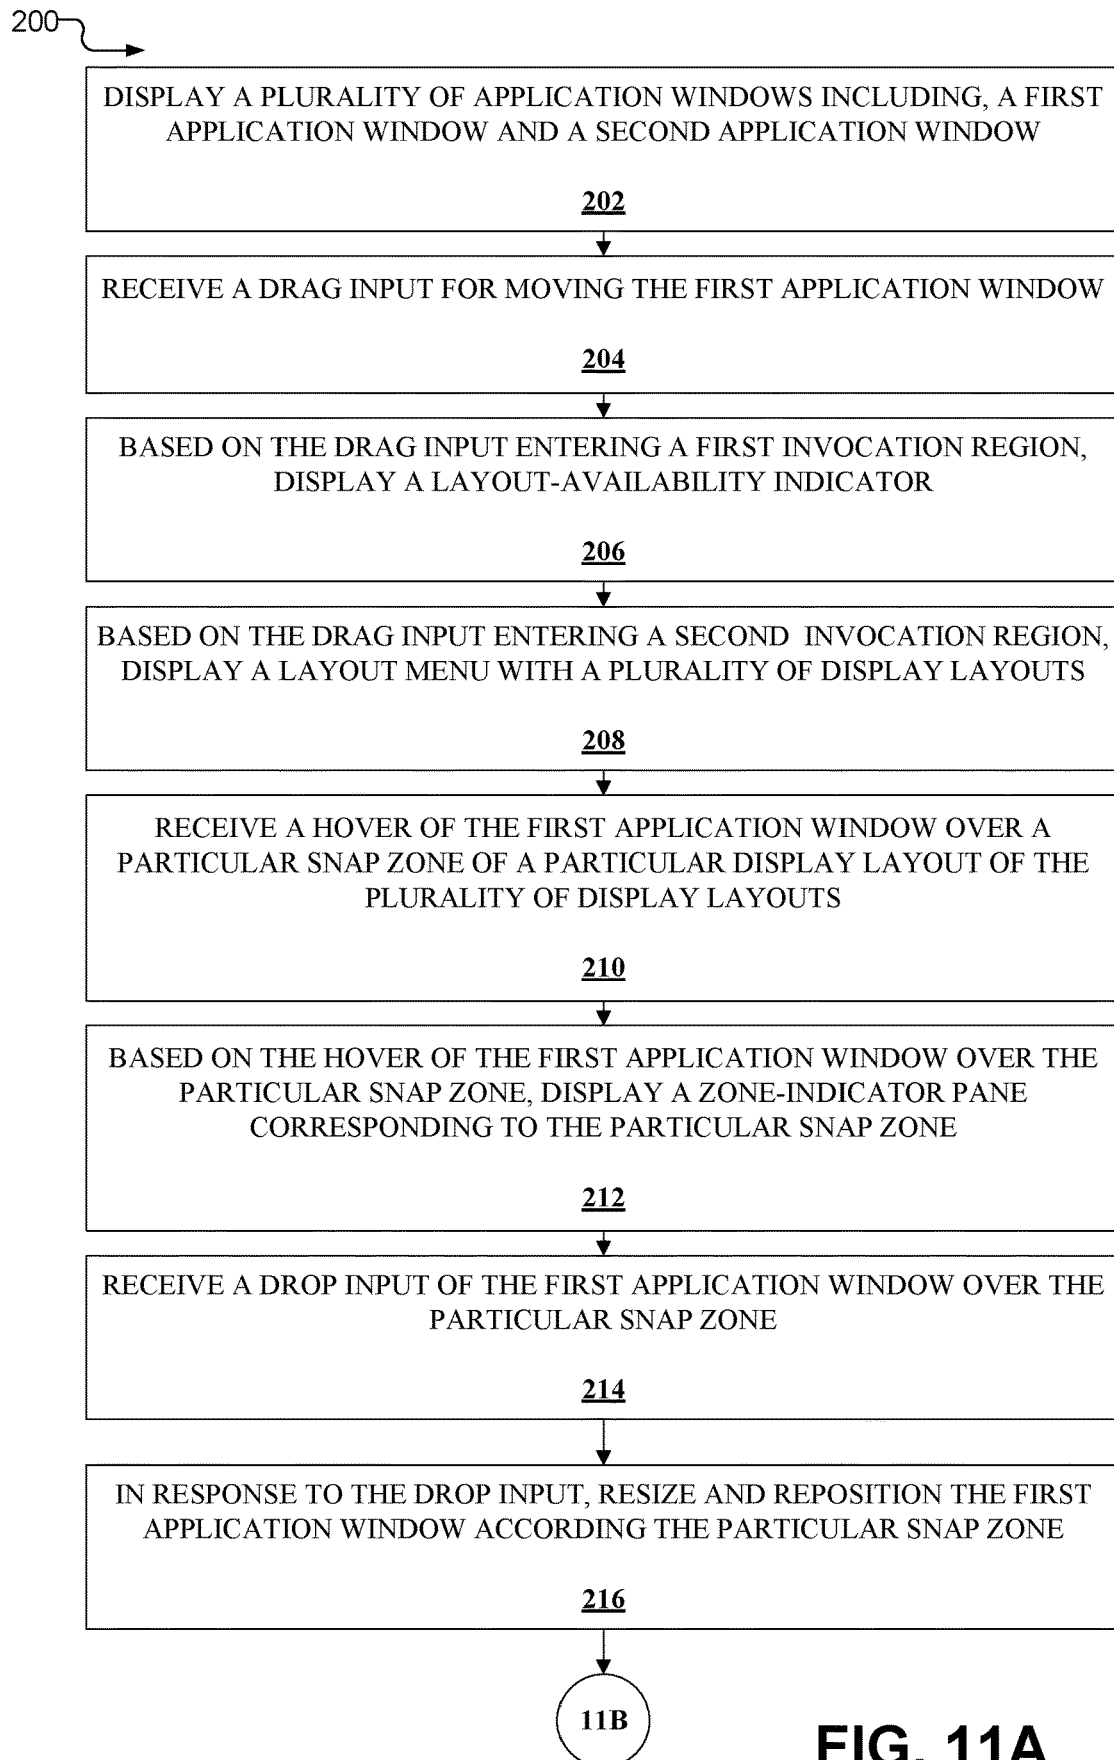 200
DISPLAY A PLURALITY OF APPLICATION WINDOWS INCLUDING, A FIRST
APPLICATION WINDOW AND A SECOND APPLICATION WINDOW
202
RECEIVE A DRAG INPUT FOR MOVING THE FIRST APPLICATION WINDOW
204
BASED ON THE DRAG INPUT ENTERING A FIRST INVOCATION REGION,
DISPLAY A LAYOUT-AVAILABILITY INDICATOR
206
BASED ON THE DRAG INPUT ENTERING A SECOND INVOCATION REGION,
DISPLAY A LAYOUT MENU WITH A PLURALITY OF DISPLAY LAYOUTS
208
RECEIVE A HOVER OF THE FIRST APPLICATION WINDOW OVER A
PARTICULAR SNAP ZONE OF A PARTICULAR DISPLAY LAYOUT OF THE
PLURALITY OF DISPLAY LAYOUTS
210
BASED ON THE HOVER OF THE FIRST APPLICATION WINDOW OVER THE
PARTICULAR SNAP ZONE, DISPLAY A ZONE-INDICATOR PANE
CORRESPONDING TO THE PARTICULAR SNAP ZONE
212
RECEIVE A DROP INPUT OF THE FIRST APPLICATION WINDOW OVER THE
PARTICULAR SNAP ZONE
214
IN RESPONSE TO THE DROP INPUT, RESIZE AND REPOSITION THE FIRST
APPLICATION WINDOW ACCORDING THE PARTICULAR SNAP ZONE
216
11B
FIG. 11A